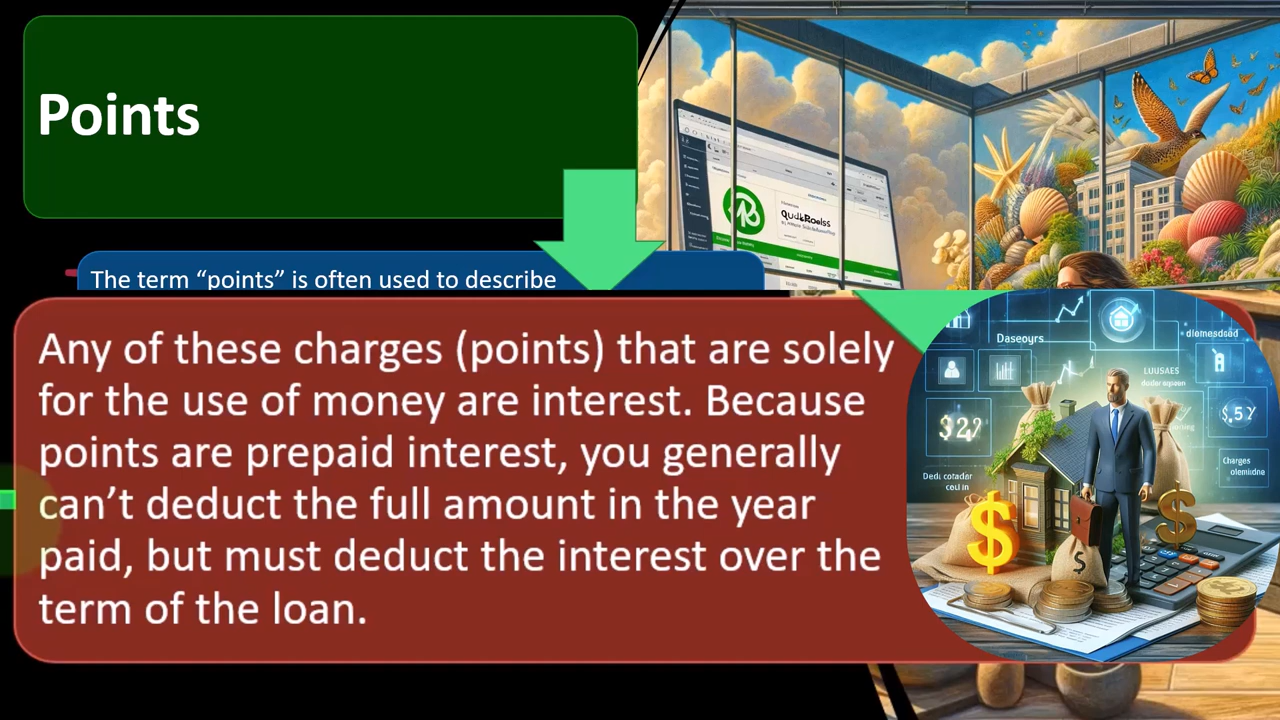 Points
The term “points” is often used to describe
Any of these charges (points) that are solely
for the use of money are interest. Because
points are prepaid interest, you generally
can’t deduct the full amount in the year
paid, but must deduct the interest over the
term of the loan.
Daseoyrs